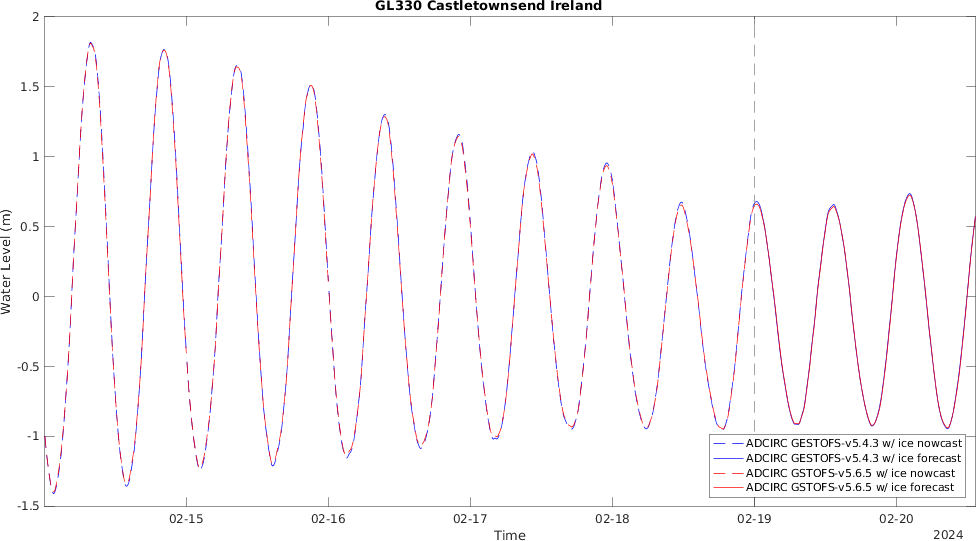 GL330 Castletownsend Ireland
2
1.5
1
0.5
0
-0.5
-1
-1.5
Water Level (m)
02-15
02-16
02-17
02-18
02-19
02-20
Time
2024
ADCIRC GESTOFS-v5.4.3 w/ ice nowcast
ADCIRC GESTOFS-v5.4.3 w/ ice forecast
ADCIRC GSTOFS-v5.6.5 w/ ice nowcast
ADCIRC GSTOFS-v5.6.5 w/ ice forecast